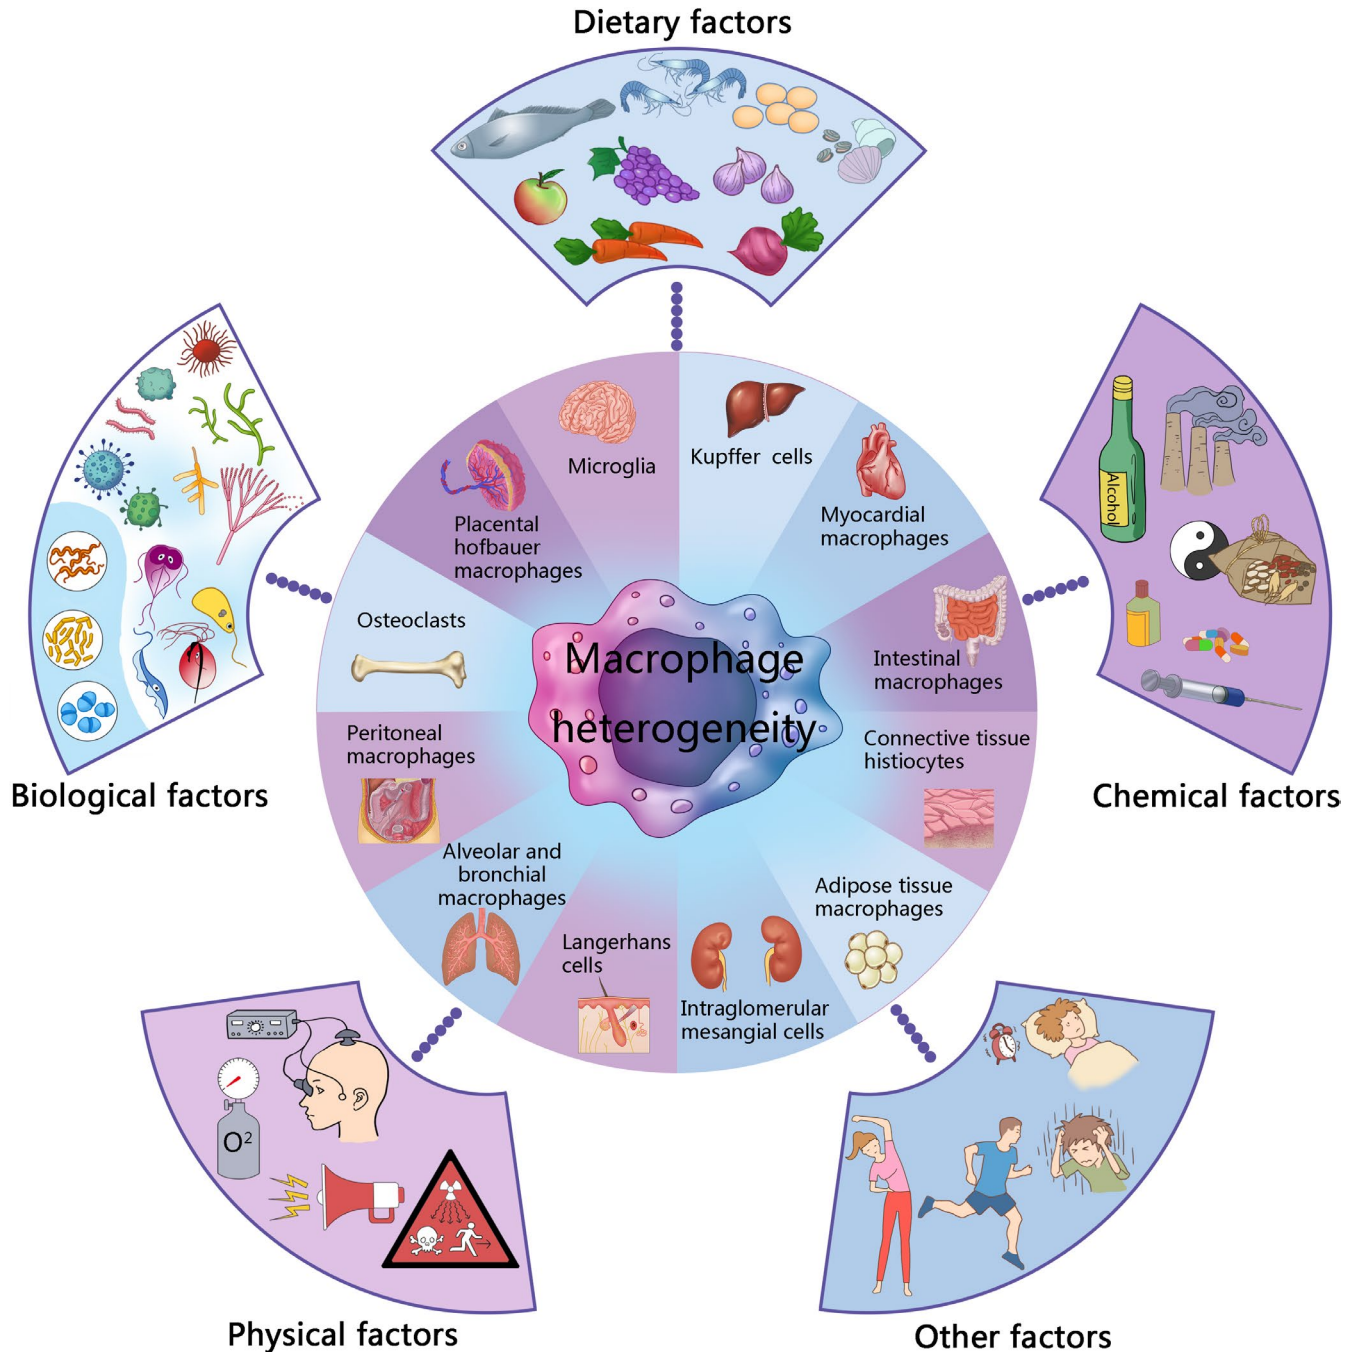 Dietary factors
Microglia
Kupffer cells
Placental
hofbauer
macrophages
Myocardial
macrophages
Alcohol
Osteoclasts
Intestinal
macrophages
Macrophage
heterogeneity
Peritoneal
macrophages
Connective tissue
histiocytes
Biological factors
Chemical factors
Alveolar and
bronchial
macrophages
Adipose tissue
macrophages
Langerhans
cells
Intraglomerular
mesangial cells
O²
Physical factors
Other factors